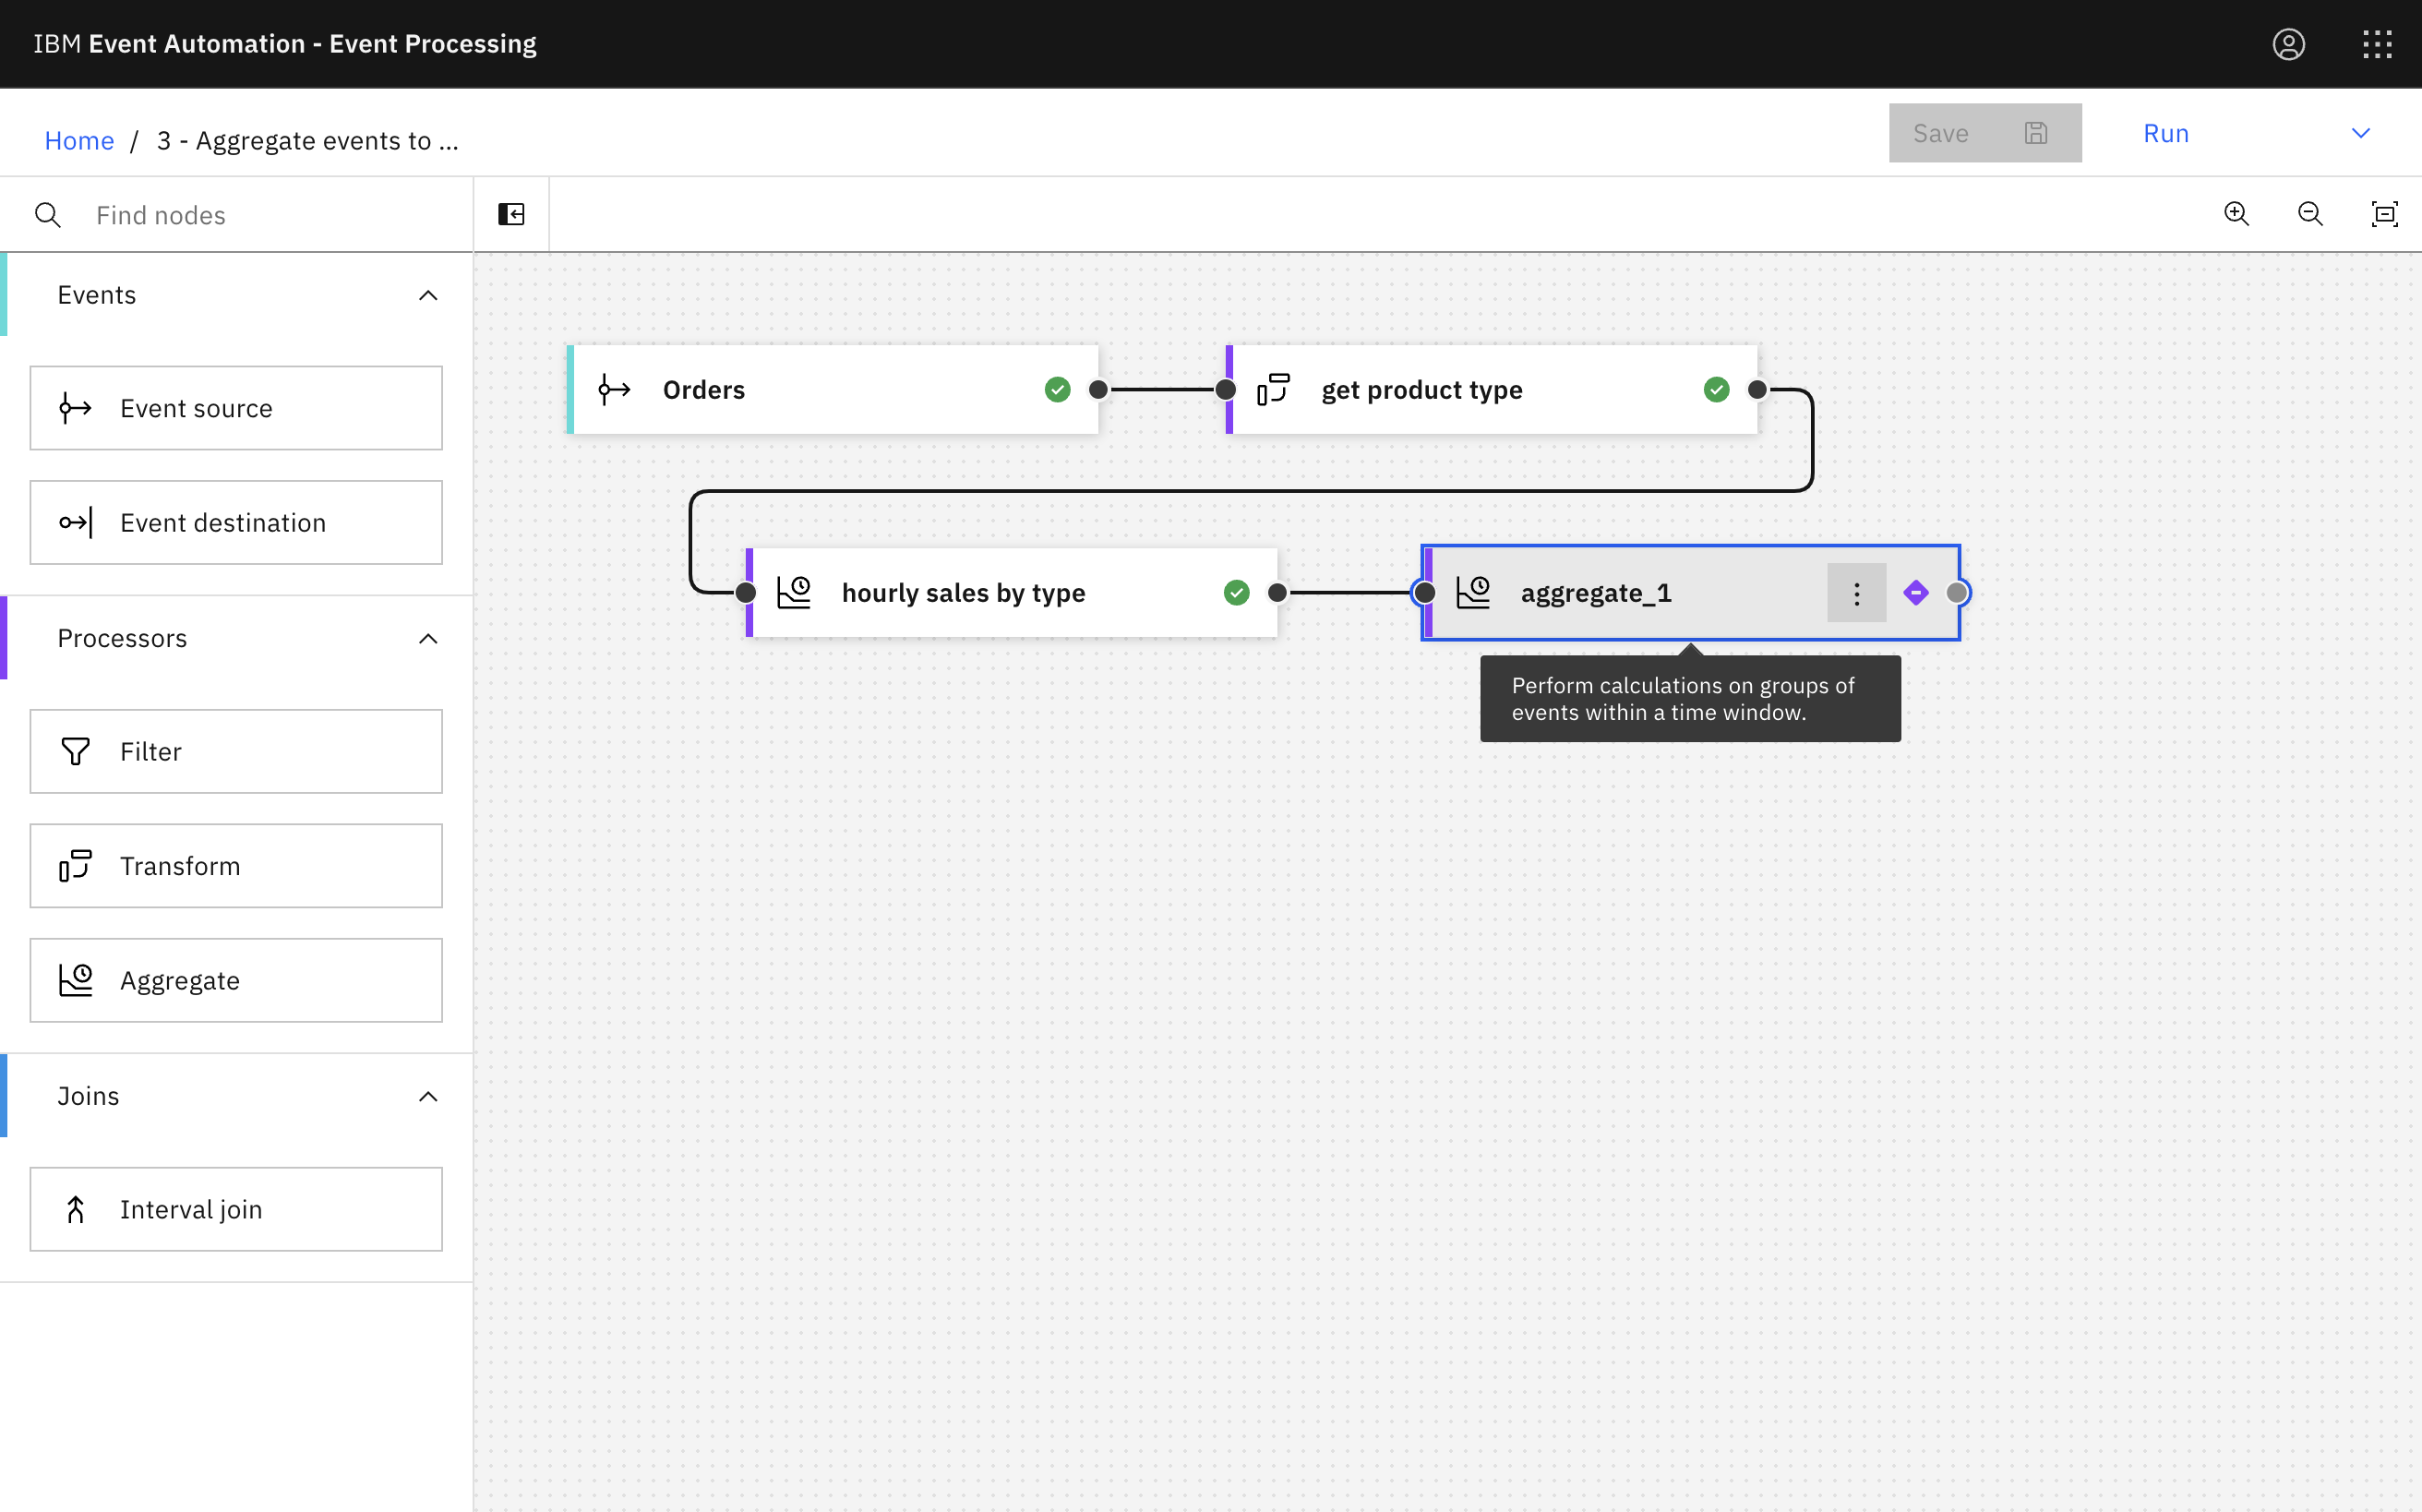 IBM Event Automation - Event Processing
Home / 3 - Aggregate events to ...
Save
Run
Find nodes
Events
Event source
Event destination
Processors
Filter
Transform
Aggregate
Joins
Interval join
Orders
get product type
hourly sales by type
aggregate_1
Perform calculations on groups of
events within a time window.